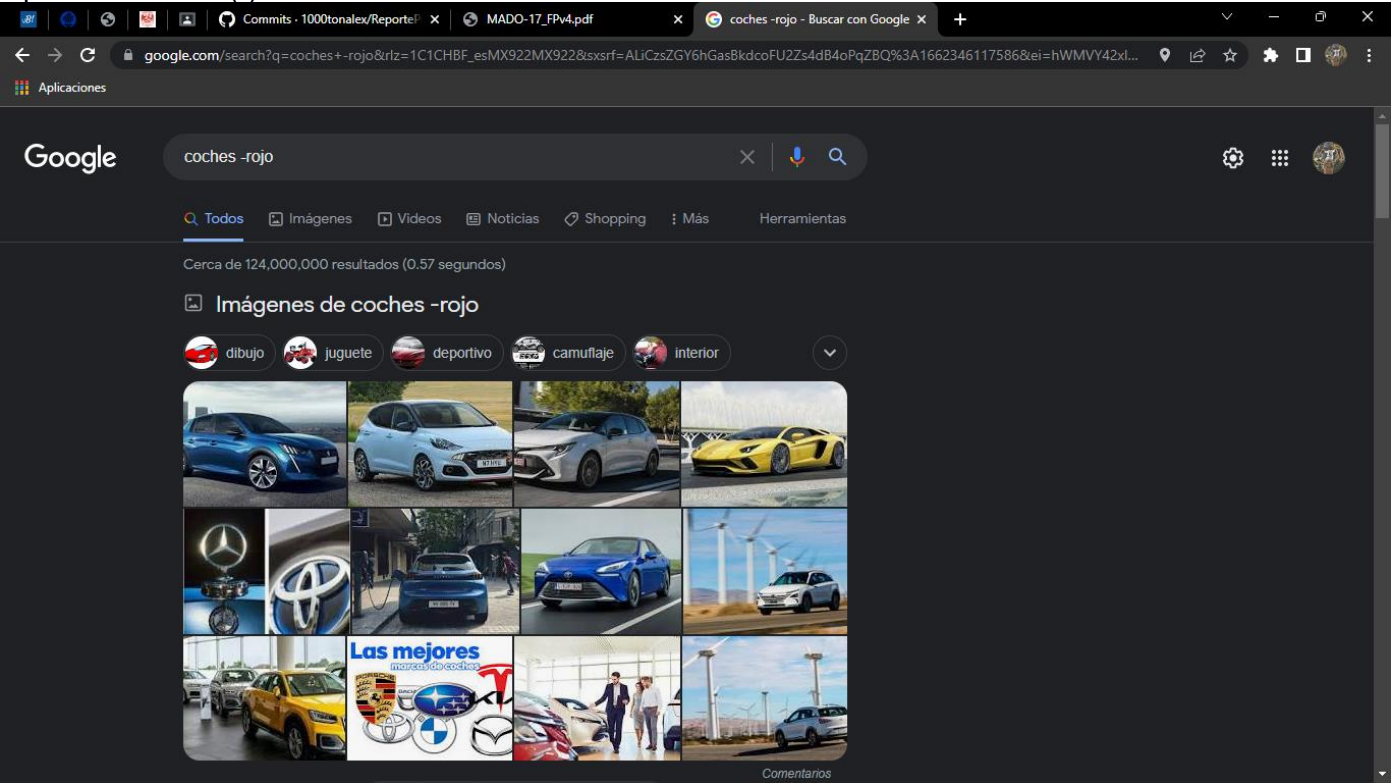 Commits · 1000tonalex/ReporteP
MADO-17_FPv4.pdf
coches -rojo - Buscar con Google
google.com/search?q=coches+-rojo&rlz=1C1CHBF_esMX922MX922&sxsrf=ALiCzsZGY6hGasBkdcoFU2Zs4dB4oPqZBQ%3A1662346117586&ei=hWMVY42xl...
Aplicaciones
Google
coches -rojo
Todos
Imágenes
Videos
Noticias
Shopping
Más
Herramientas
Cerca de 124,000,000 resultados (0.57 segundos)
Imágenes de coches -rojo
dibujo
juguete
deportivo
camuflaje
interior
Las mejores
marcas de coches
PORSCHE
KIA
Comentarios